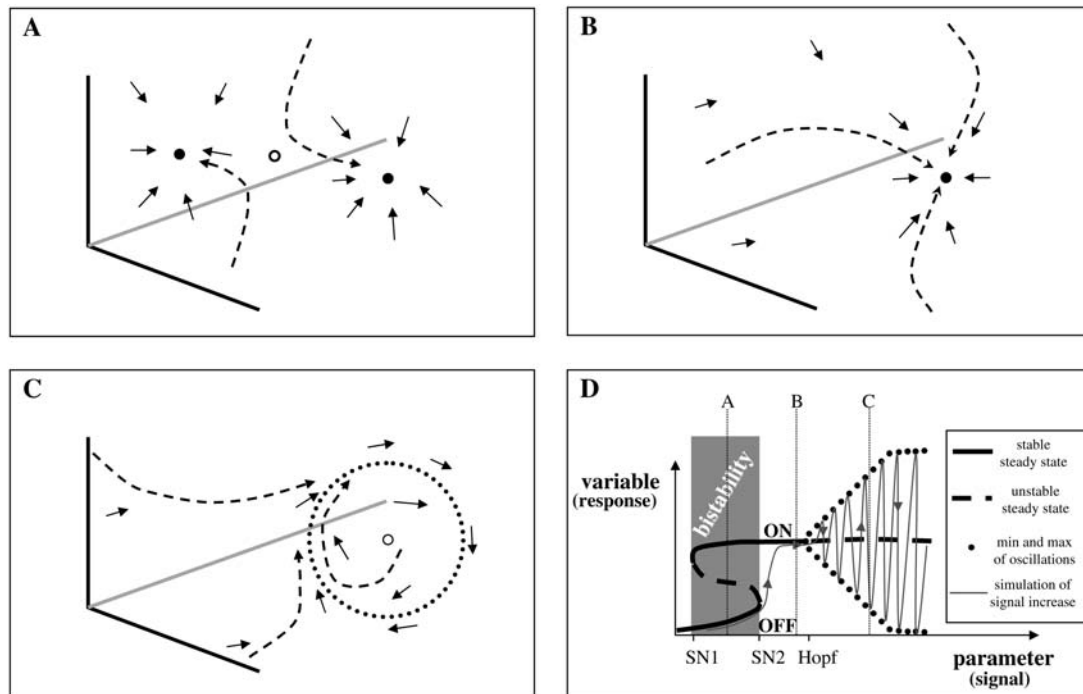 A
B
C
D
A
B
C
bistability
variable
(response)
ON
OFF
SN1
SN2
Hopf
parameter
(signal)
stable
steady state
unstable
steady state
min and max
of oscillations
simulation of
signal increase